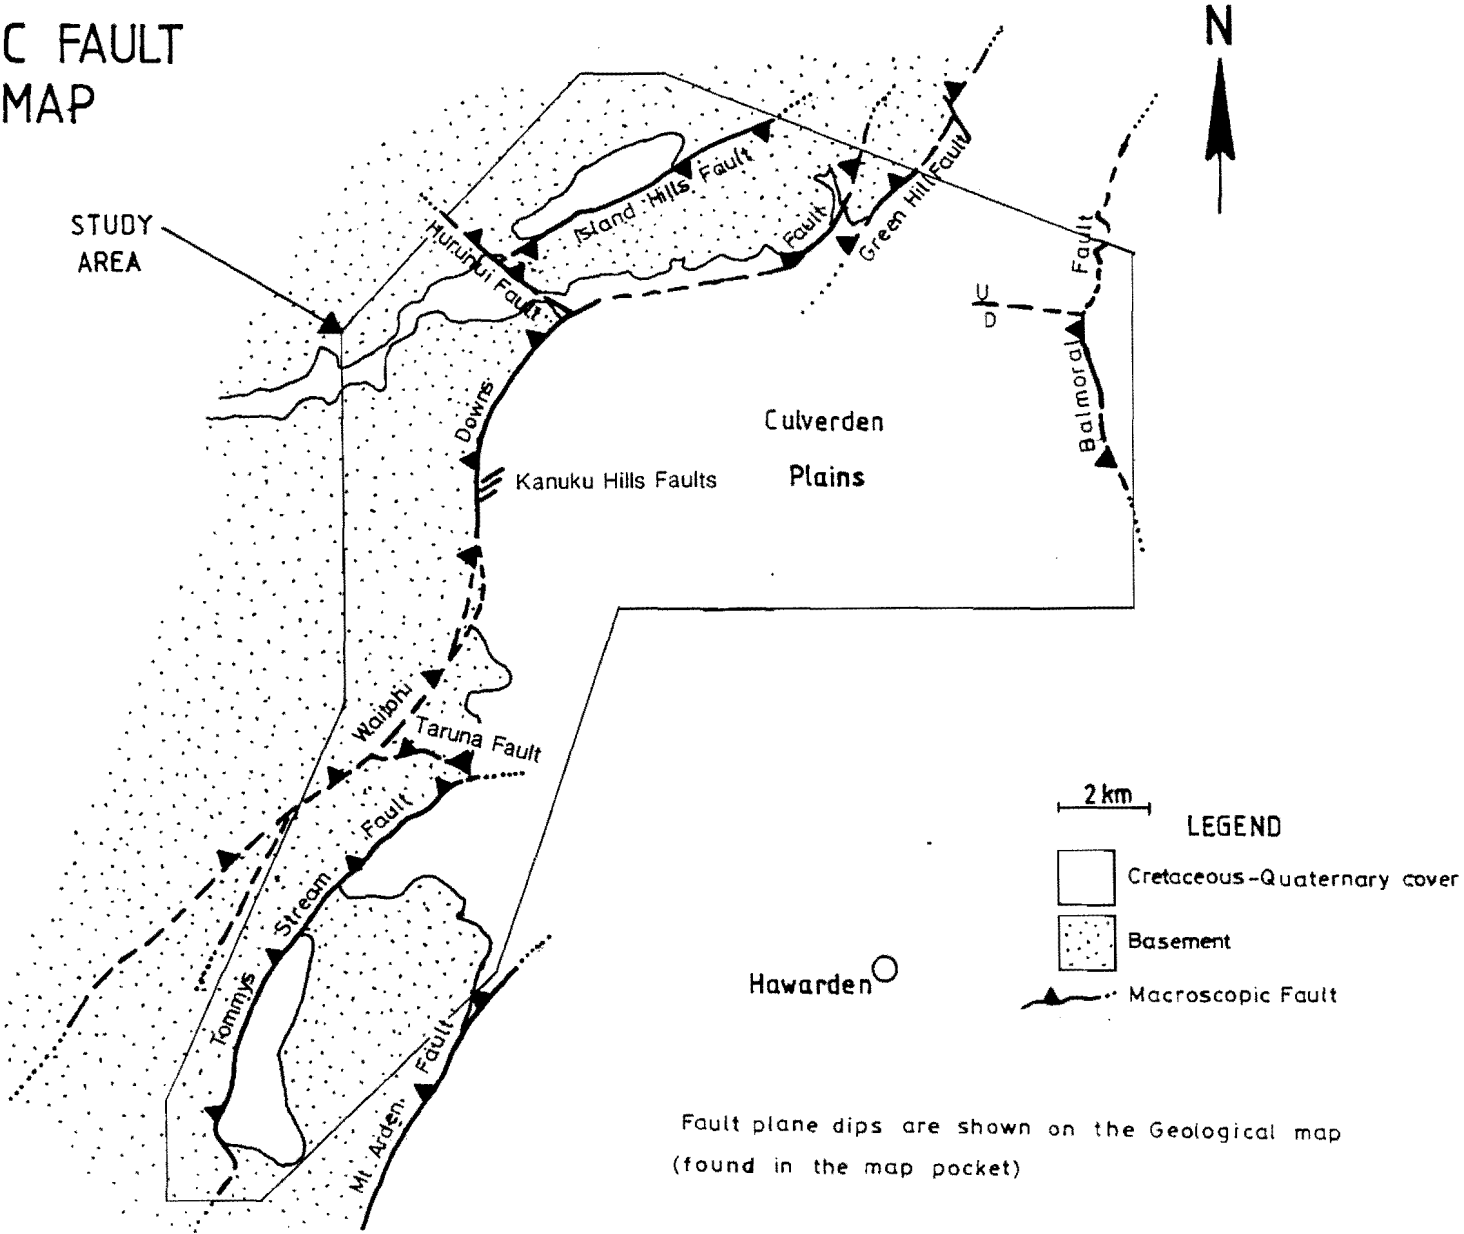 C FAULT
MAP
N
STUDY
AREA
Island Hills Fault
Hurunui Fault
Fault
Green Hill Fault
Fault
U
D
Balmoral
Downs
Culverden
Plains
Kanuku Hills Faults
Waitohi
Taruna Fault
Fault
Stream
Tommys
2 km
LEGEND
Cretaceous-Quaternary cover
Basement
Macroscopic Fault
Hawarden
Fault
Mt. Arden
Fault plane dips are shown on the Geological map
(found in the map pocket)